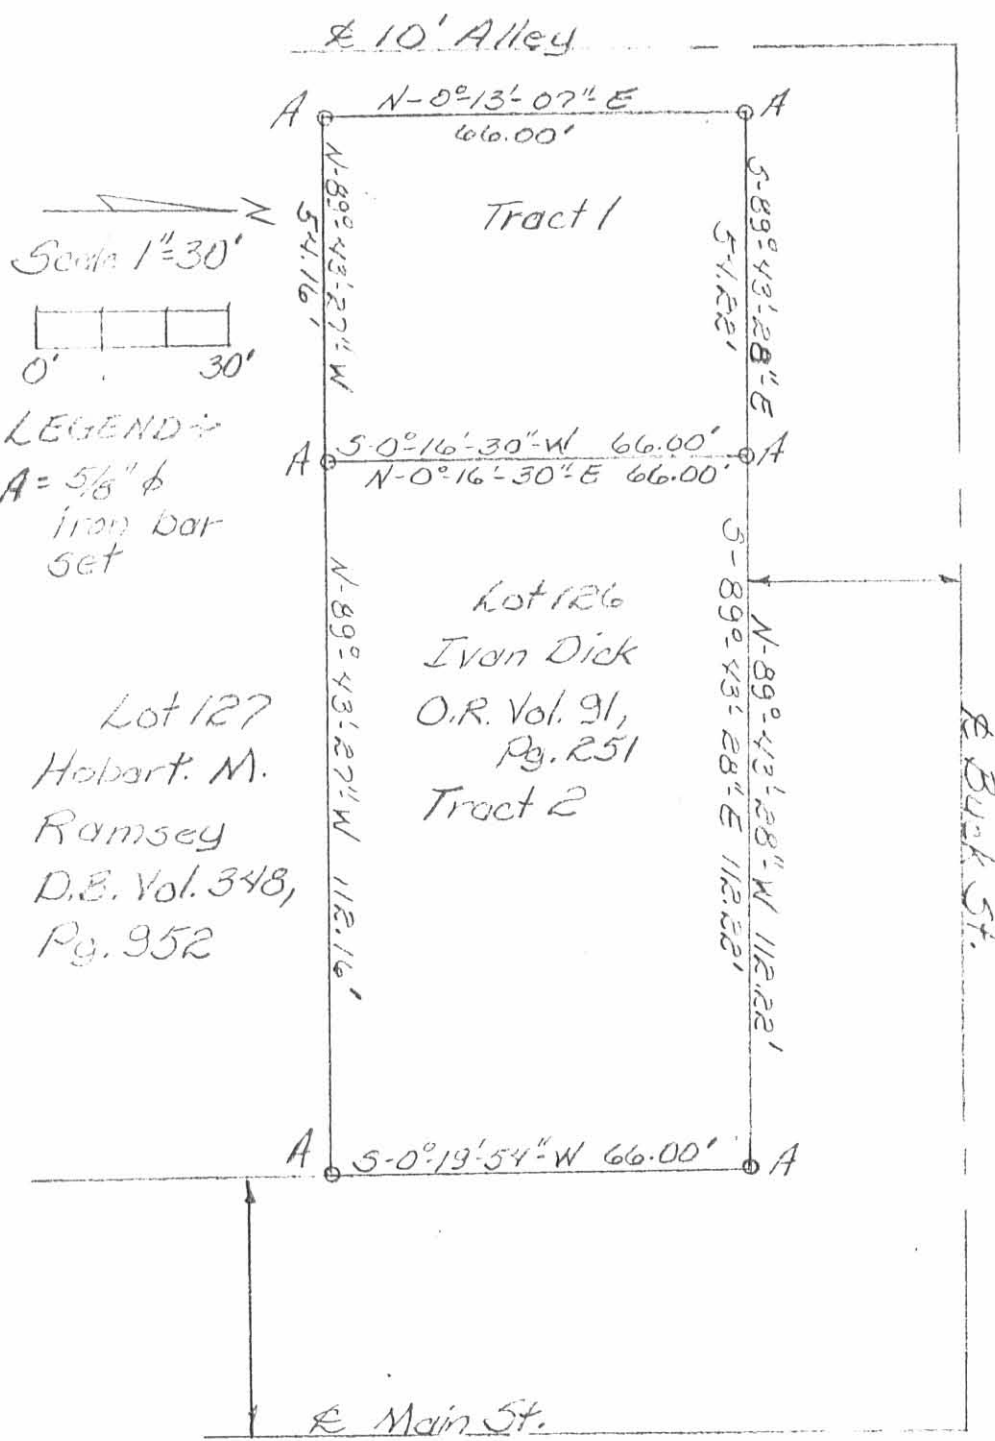 ℄ 10' Alley
A
N-0°-13'-07"-E
A
66.00'
N-89°-43'-27"-W
54.16'
Tract 1
S-89°-43'-28"-E
54.22'
N
Scale 1"=30'
0' 30'
LEGEND÷
A = 5/8" ϕ
iron bar
set
A
S-0°-16'-30"-W 66.00'
A
N-0°-16'-30"-E 66.00'
N-89°-43'-27"-W 112.16'
Lot 126
Ivan Dick
O.R. Vol. 91,
Pg. 251
Tract 2
S-89°-43'-28"-E 112.22'
N-89°-43'-28"-W 112.22'
℄ Buck St.
Lot 127
Hobart. M.
Ramsey
D.B. Vol. 348,
Pg. 952
A
S-0°-19'-54"-W 66.00'
A
℄ Main St.